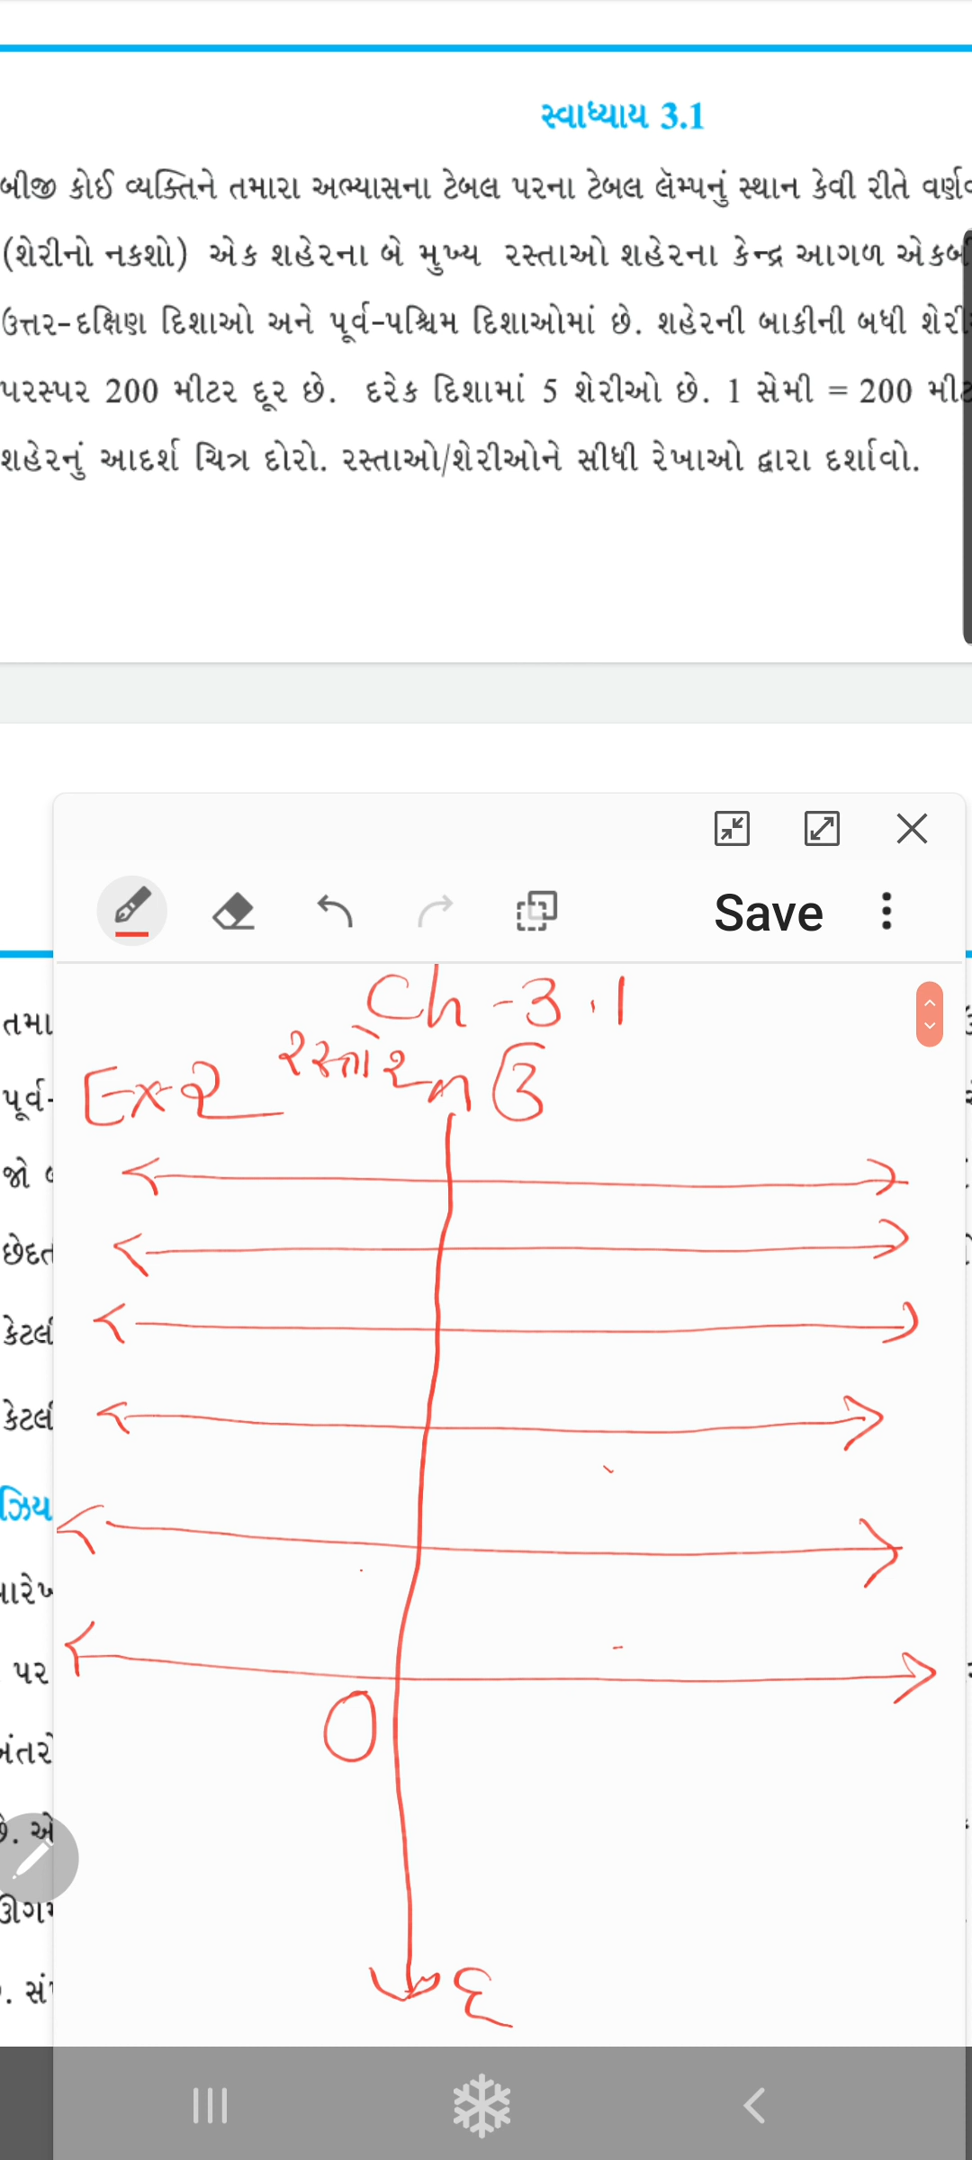 સ્વાધ્યાય 3.1
બીજી કોઈ વ્યક્તિને તમારા અભ્યાસના ટેબલ પરના ટેબલ લૅમ્પનું સ્થાન કેવી રીતે
(શેરીનો નકશો) એક શહેરના બે મુખ્ય રસ્તાઓ શહેરના કેન્દ્ર આગળ
ઉત્તર-દક્ષિણ દિશાઓ અને પૂર્વ-પશ્ચિમ દિશાઓમાં છે. શહેરની બાકીની બધી
પરસ્પર 200 મીટર દૂર છે. દરેક દિશામાં 5 શેરીઓ છે. 1 સેમી = 200
શહેરનું આદર્શ ચિત્ર દોરો. રસ્તાઓ/શેરીઓને સીધી રેખાઓ દ્વારા દર્શાવો.
Save
Ch - 3.1
Ex-2
ઉ
તમા
પૂર્વ-
જો
છેદત
કેટલી
કેટલી
ઝિય
પર
અંતરે
છે. એ
ઊગમ
0
દ